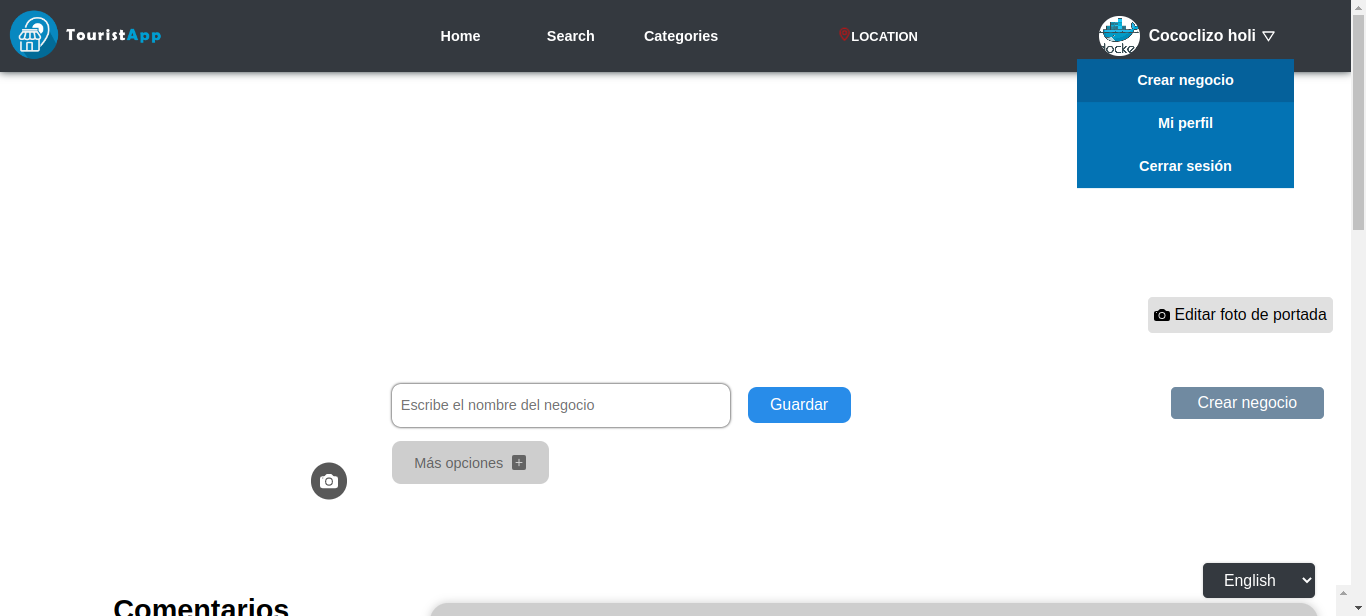 TouristApp
Home
Search
Categories
LOCATION
docke
Cococlizo holi
Crear negocio
Mi perfil
Cerrar sesión
Editar foto de portada
Escribe el nombre del negocio
Guardar
Crear negocio
Más opciones
English
Comentarios